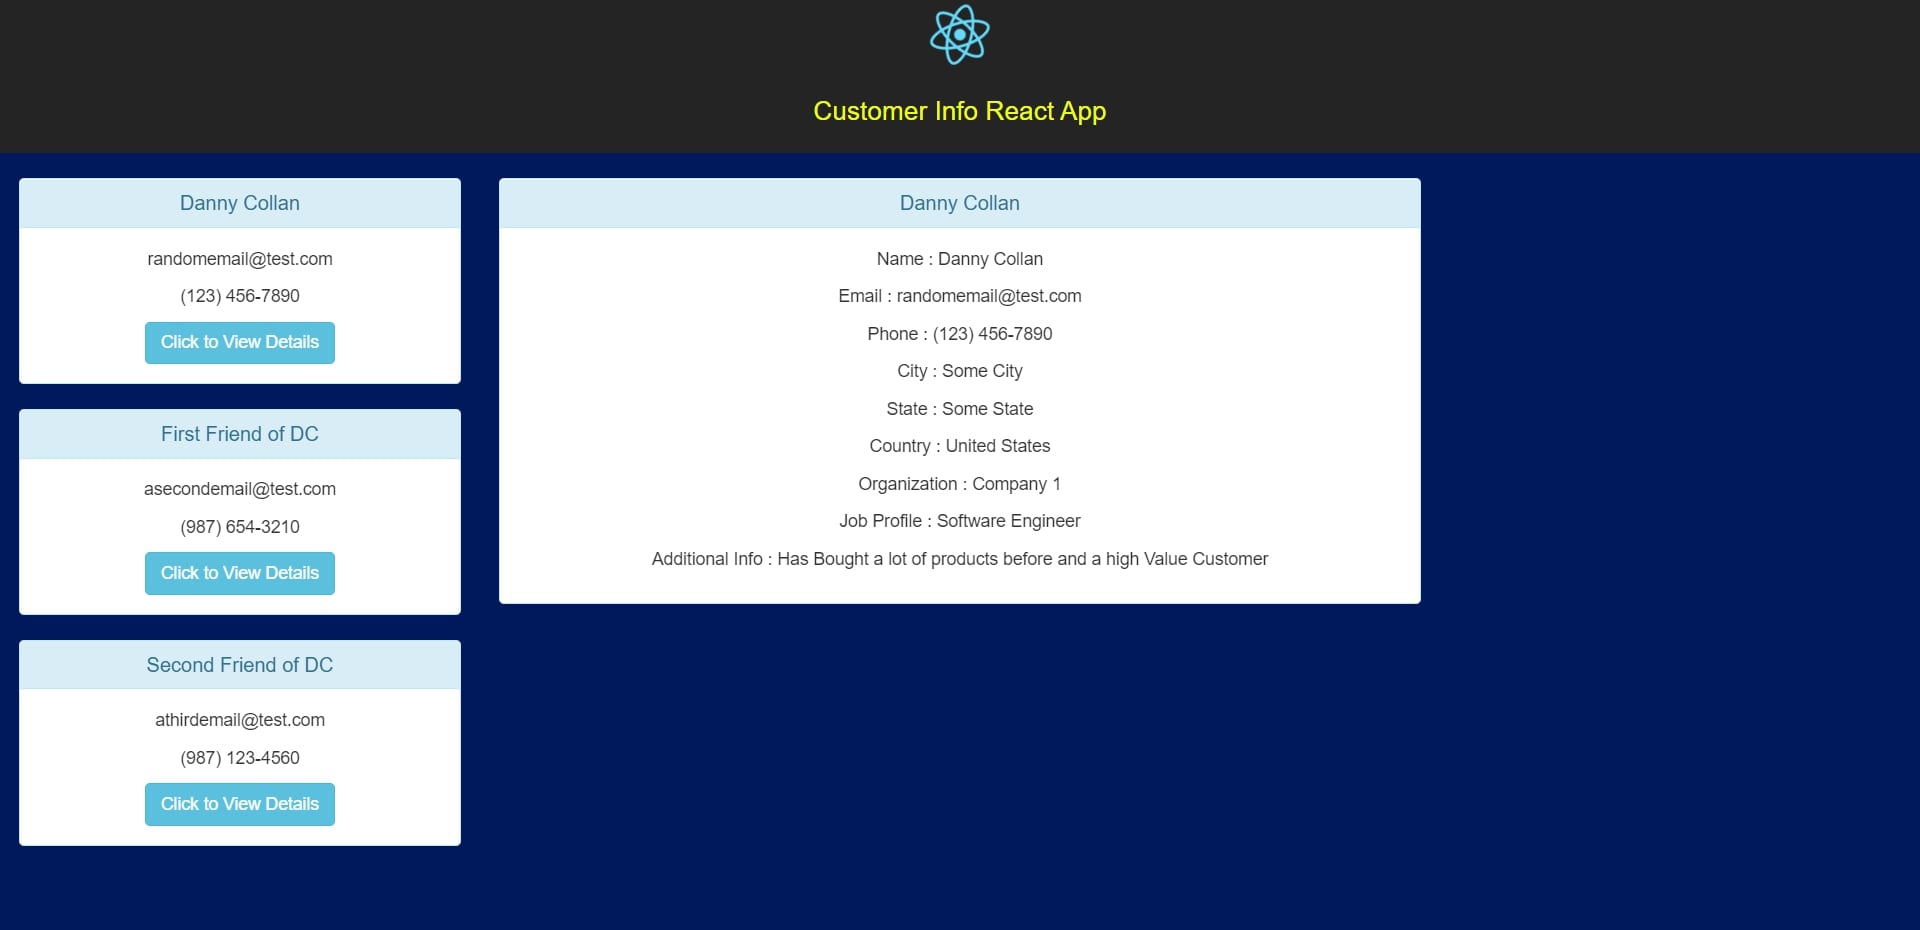 Customer Info React App
Danny Collan
randomemail@test.com
(123) 456-7890
Click to View Details
First Friend of DC
asecondemail@test.com
(987) 654-3210
Click to View Details
Second Friend of DC
athirdemail@test.com
(987) 123-4560
Click to View Details
Danny Collan
Name : Danny Collan
Email : randomemail@test.com
Phone : (123) 456-7890
City : Some City
State : Some State
Country : United States
Organization : Company 1
Job Profile : Software Engineer
Additional Info : Has Bought a lot of products before and a high Value Customer